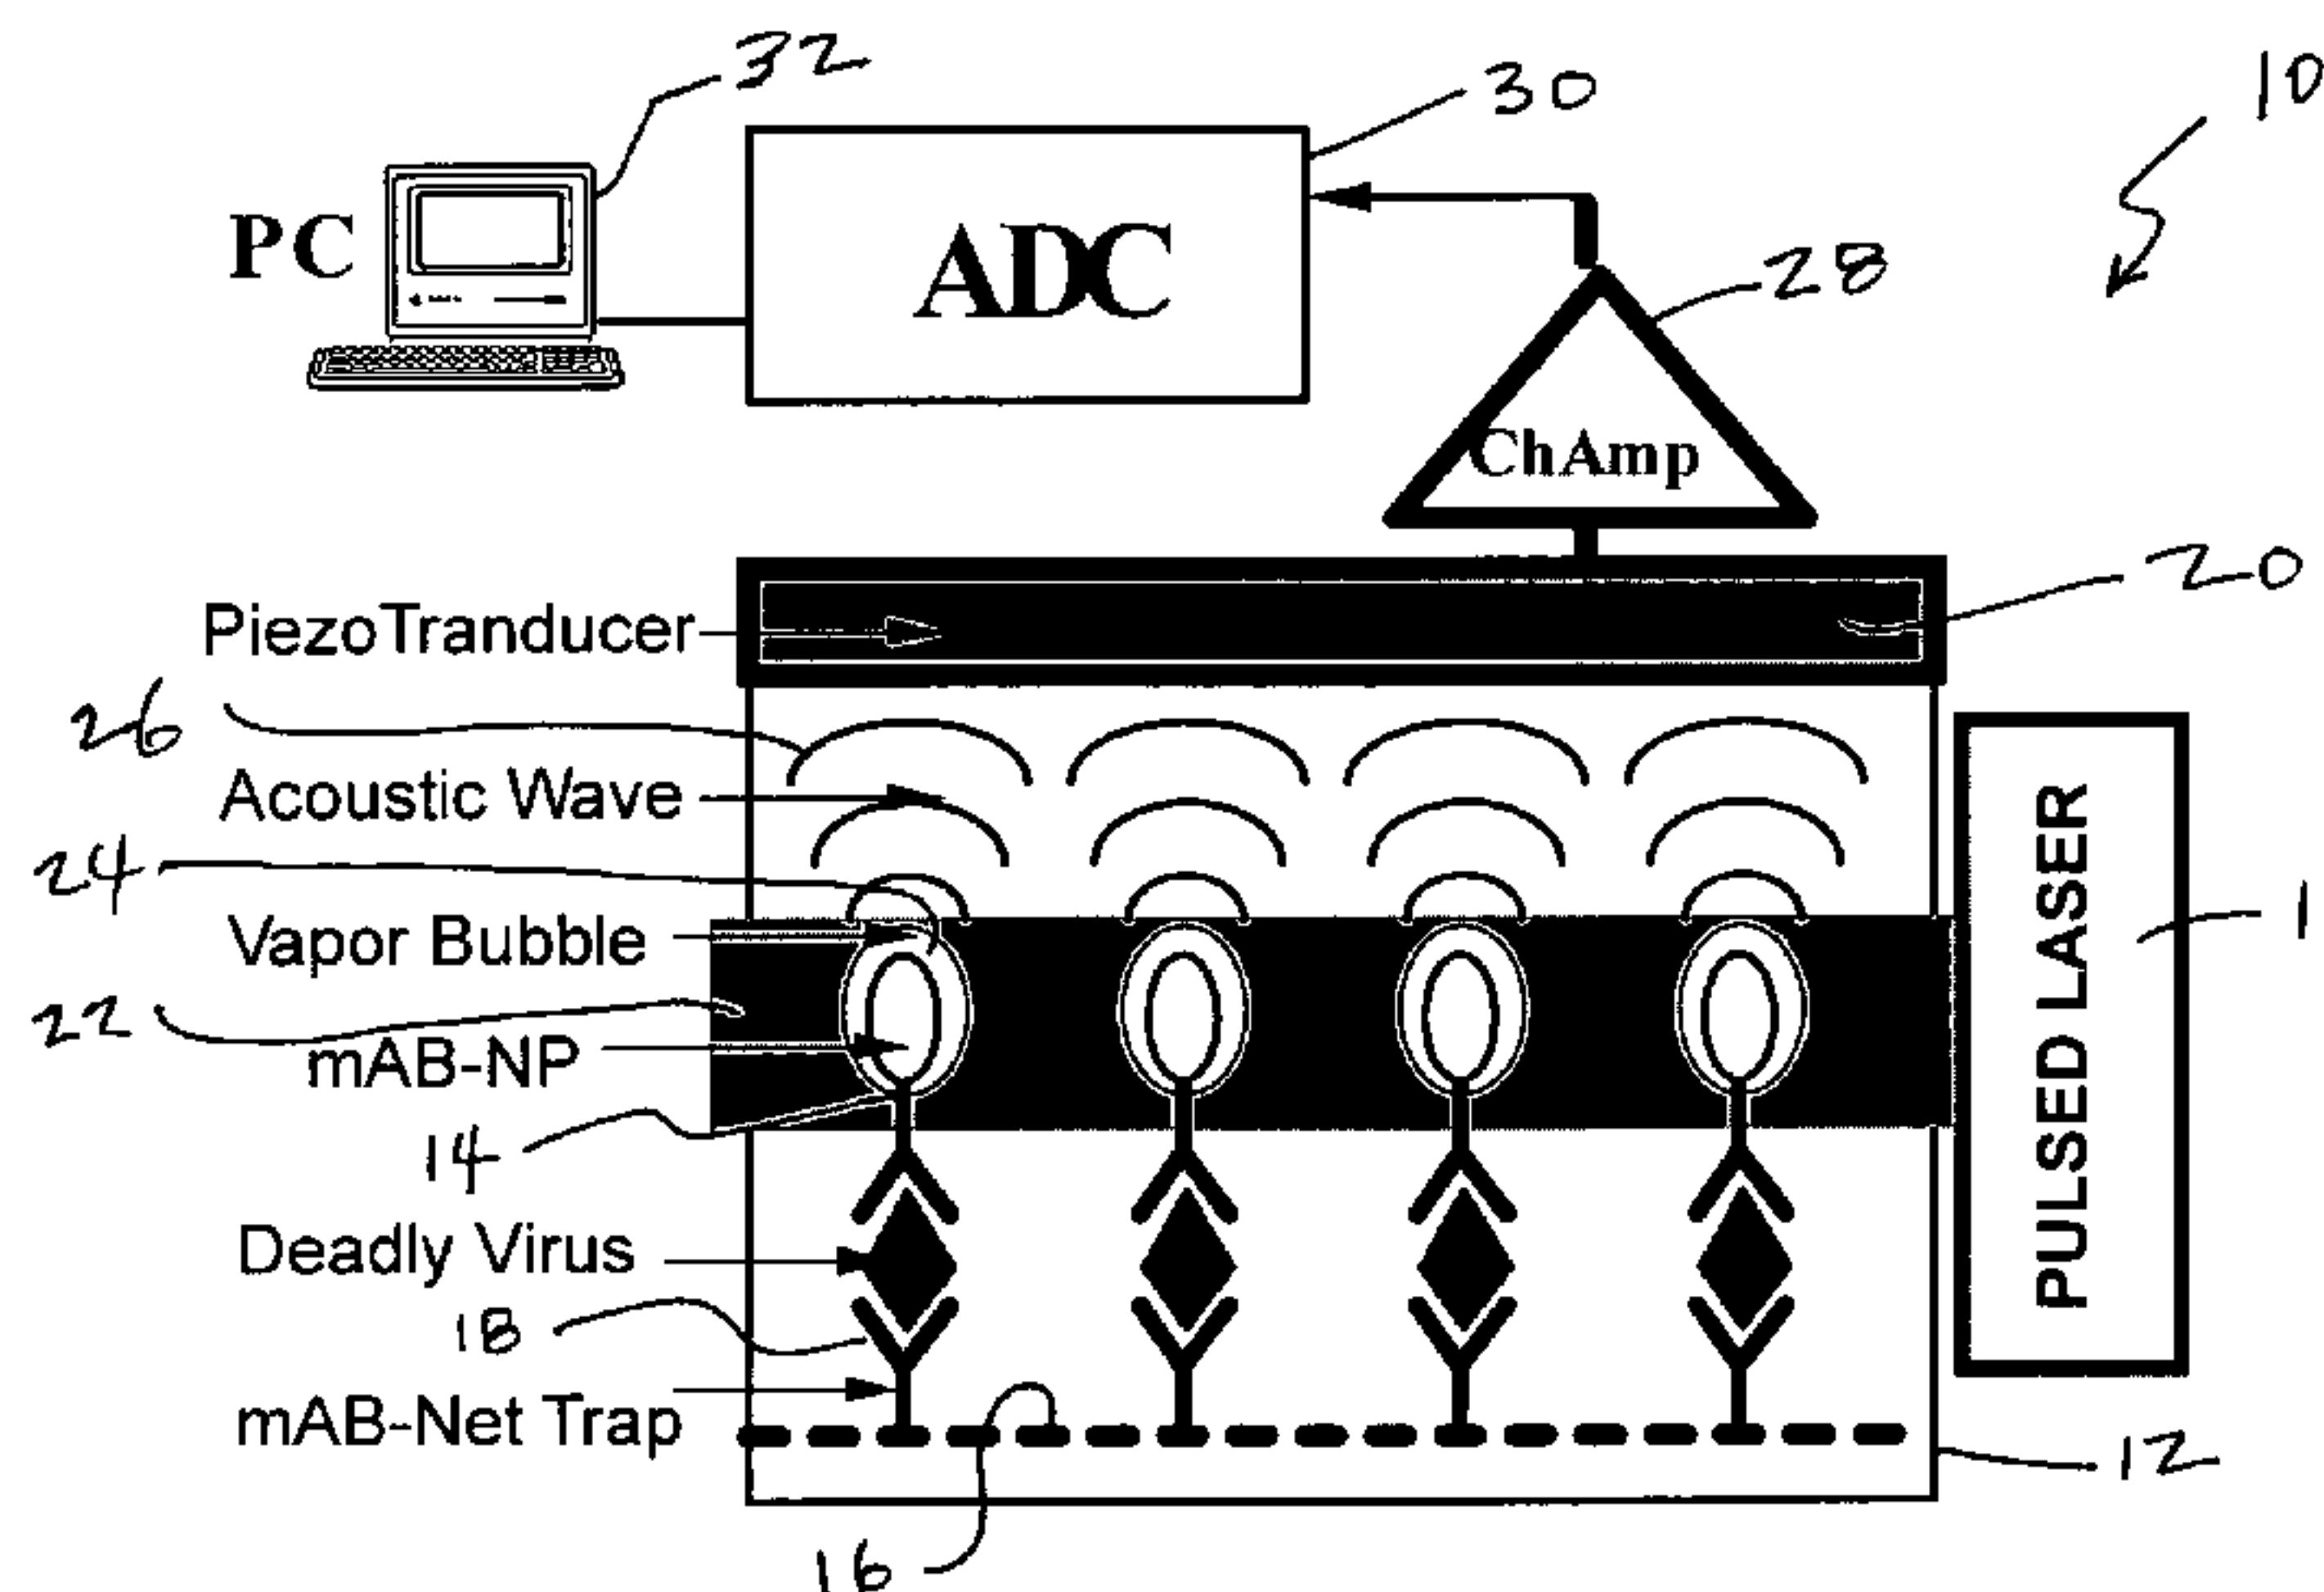 32
30
10
PC
ADC
28
ChAmp
20
PiezoTranducer
26
Acoustic Wave
PULSED LASER
24
1
Vapor Bubble
22
mAB-NP
14
Deadly Virus
18
mAB-Net Trap
12
16